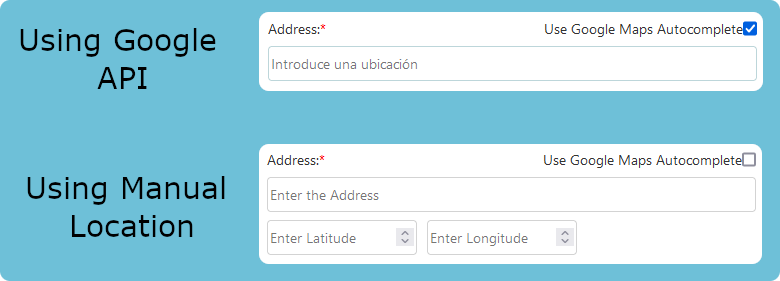 Using Google
API
Address:*
Use Google Maps Autocomplete
Introduce una ubicación
Using Manual
Location
Address:*
Use Google Maps Autocomplete
Enter the Address
Enter Latitude
Enter Longitude